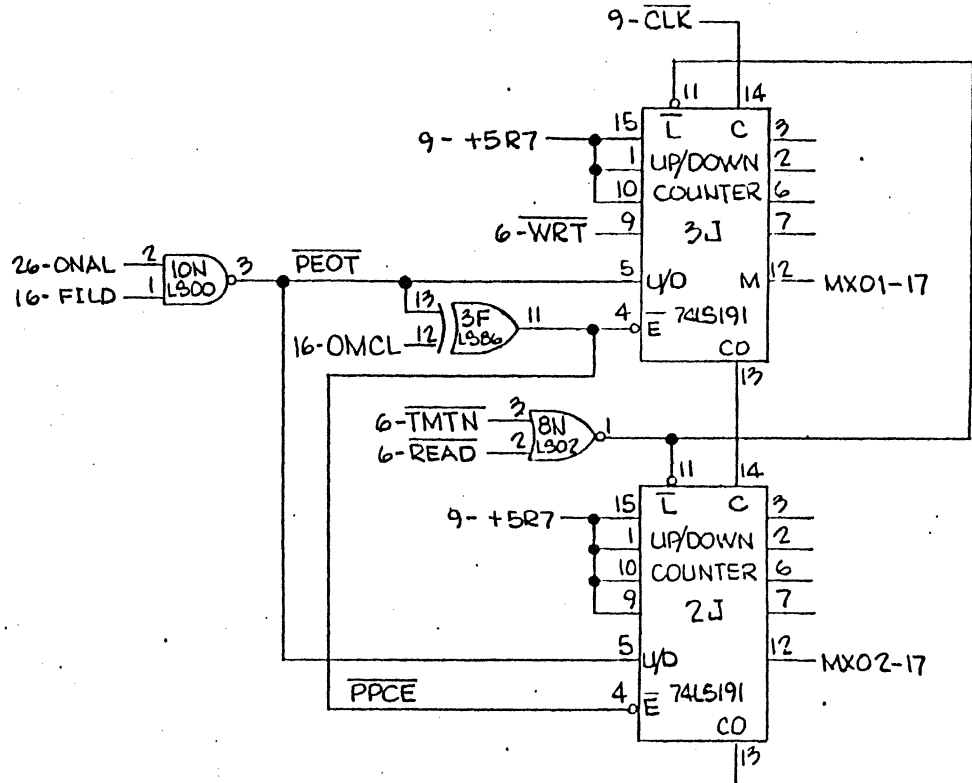 9-CLK
11 14
15 L C 3
9- +5R7
1 UP/DOWN 2
10 COUNTER 6
6-WRT 9 3J 7
26-ONAL 2 10N 3 PEOT
16-FILD 1 LS00
5 U/D M 12 MX01-17
13 3F 11 4 E 74LS191
16-OMCL 12 LS86
CO
13
6-TMTN 3 8N 1
6-READ 2 LS02
11 14
15 L C 3
9- +5R7
1 UP/DOWN 2
10 COUNTER 6
9 2J 7
5 U/D 12 MX02-17
PPCE 4 E 74LS191
CO
13